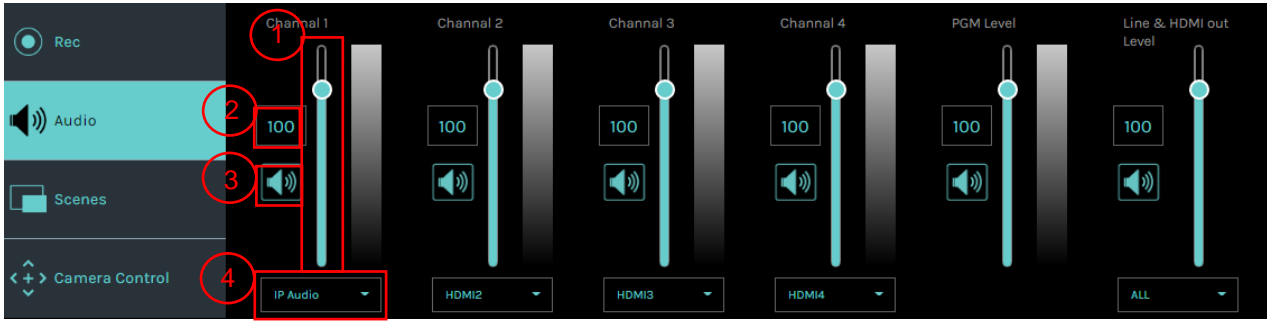 Rec
Audio
Scenes
Camera Control
Channel 1
Channel 2
Channel 3
Channel 4
PGM Level
Line & HDMI out
Level
1
2
3
4
100
100
100
100
100
100
IP Audio
HDMI2
HDMI3
HDMI4
ALL